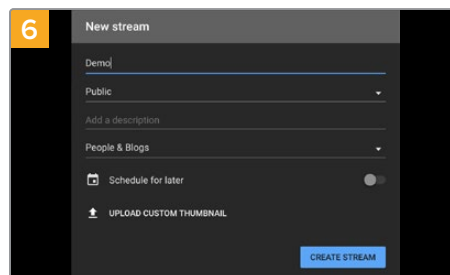 6
New stream
Demo
Public
Add a description
People & Blogs
Schedule for later
UPLOAD CUSTOM THUMBNAIL
CREATE STREAM